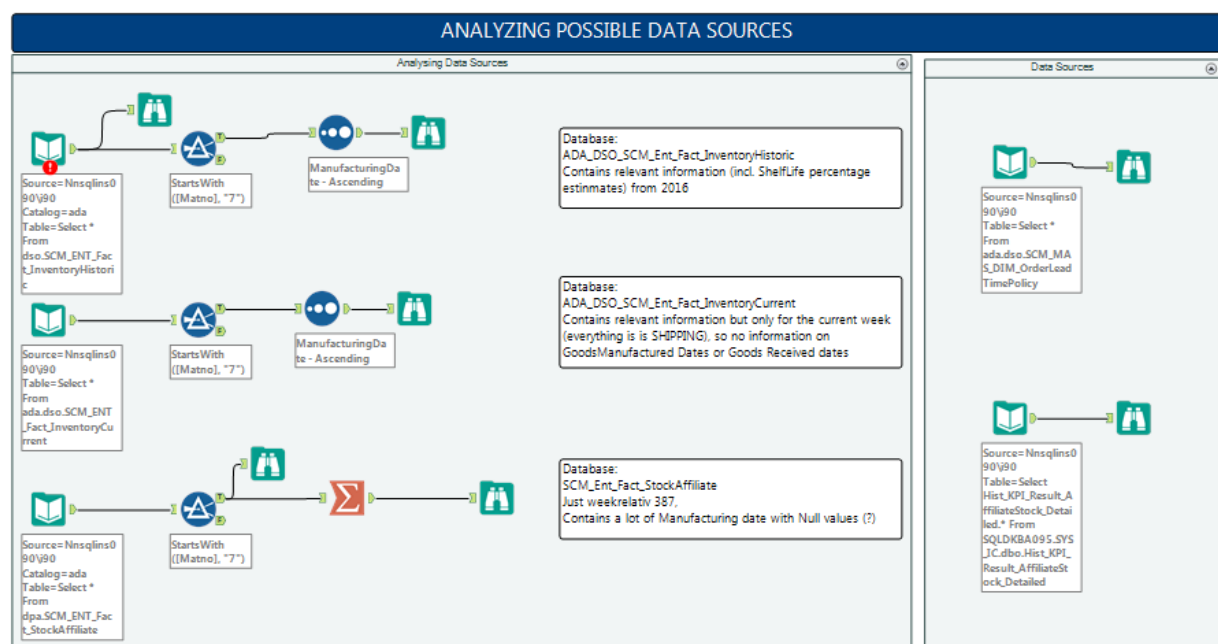 ANALYZING POSSIBLE DATA SOURCES
Analysing Data Sources
Source=Nnsqlins0
90\i90
Catalog=ada
Table=Select *
From
dso.SCM_ENT_Fac
t_InventoryHistori
c
StartsWith
([Matno], "7")
T
F
ManufacturingDa
te - Ascending
Database:
ADA_DSO_SCM_Ent_Fact_InventoryHistoric
Contains relevant information (incl. ShelfLife percentage
estinmates) from 2016
Source=Nnsqlins0
90\i90
Table=Select *
From
ada.dso.SCM_ENT
_Fact_InventoryCu
rrent
StartsWith
([Matno], "7")
T
F
ManufacturingDa
te - Ascending
Database:
ADA_DSO_SCM_Ent_Fact_InventoryCurrent
Contains relevant information but only for the current week
(everything is is SHIPPING), so no information on
GoodsManufactured Dates or Goods Received dates
Source=Nnsqlins0
90\i90
Catalog=ada
Table=Select *
From
dpa.SCM_ENT_Fac
t_StockAffiliate
StartsWith
([Matno], "7")
T
F
Σ
Database:
SCM_Ent_Fact_StockAffiliate
Just weekrelativ 387,
Contains a lot of Manufacturing date with Null values (?)
Data Sources
Source=Nnsqlins0
90\i90
Table=Select *
From
ada.dso.SCM_MA
S_DIM_OrderLead
TimePolicy
Source=Nnsqlins0
90\i90
Table=Select
Hist_KPI_Result_A
ffiliateStock_Detai
led.* From
SQLDKBA095.SYS
_IC.dbo.Hist_KPI_
Result_AffiliateSt
ock_Detailed